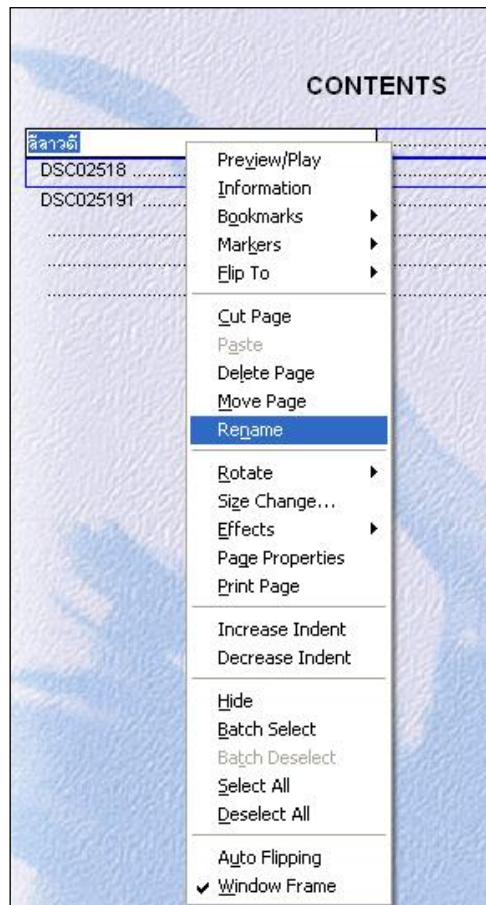 CONTENTS
ลีลาวดี
DSC02518
DSC025191
Preview/Play
Information
Bookmarks
Markers
Flip To
Cut Page
Paste
Delete Page
Move Page
Rename
Rotate
Size Change...
Effects
Page Properties
Print Page
Increase Indent
Decrease Indent
Hide
Batch Select
Batch Deselect
Select All
Deselect All
Auto Flipping
Window Frame